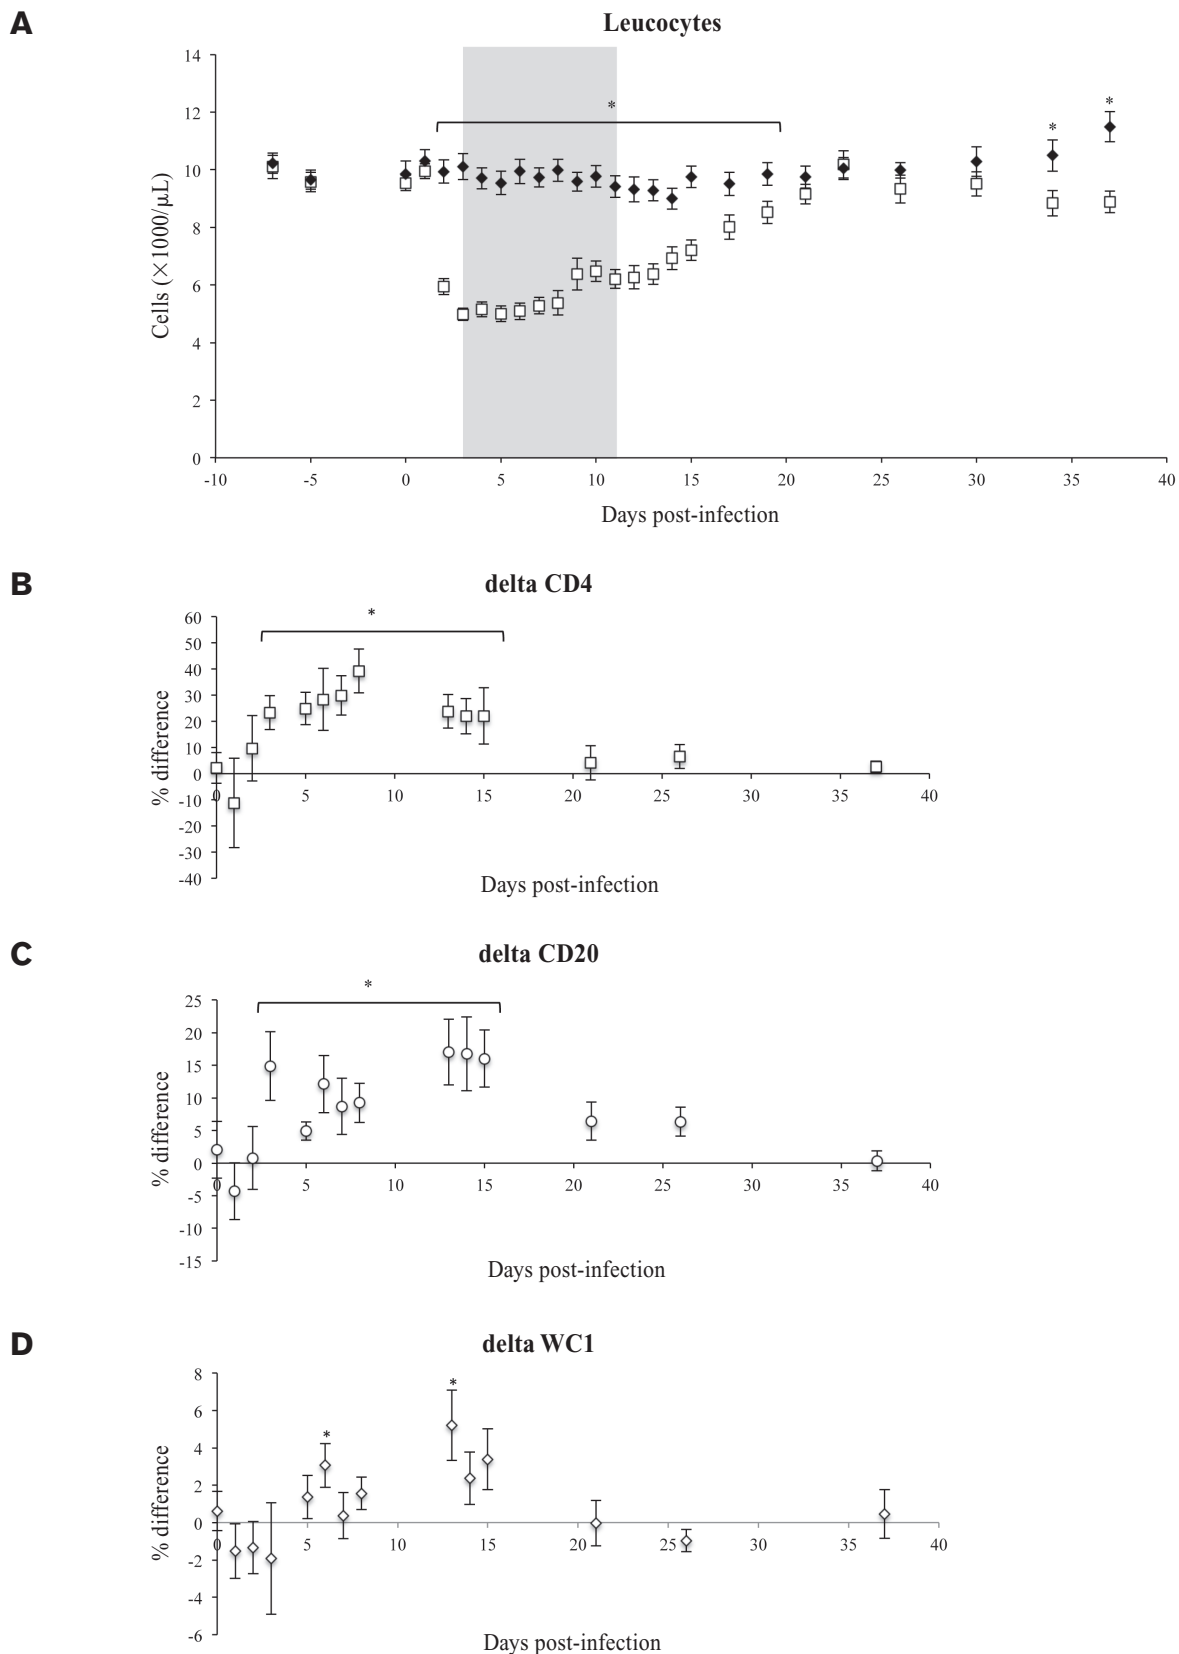 A
Leucocytes
14
12
10
8
6
4
2
0
Cells (×1000/μL)
*
*
*
-10 -5 0 5 10 15 20 25 30 35 40
Days post-infection
B
delta CD4
60
50
40
30
20
10
0
-10
-20
-30
-40
% difference
*
0 5 10 15 20 25 30 35 40
Days post-infection
C
delta CD20
25
20
15
10
5
0
-5
-10
-15
% difference
*
0 5 10 15 20 25 30 35 40
Days post-infection
D
delta WC1
8
6
4
2
0
-2
-4
-6
% difference
*
*
0 5 10 15 20 25 30 35 40
Days post-infection